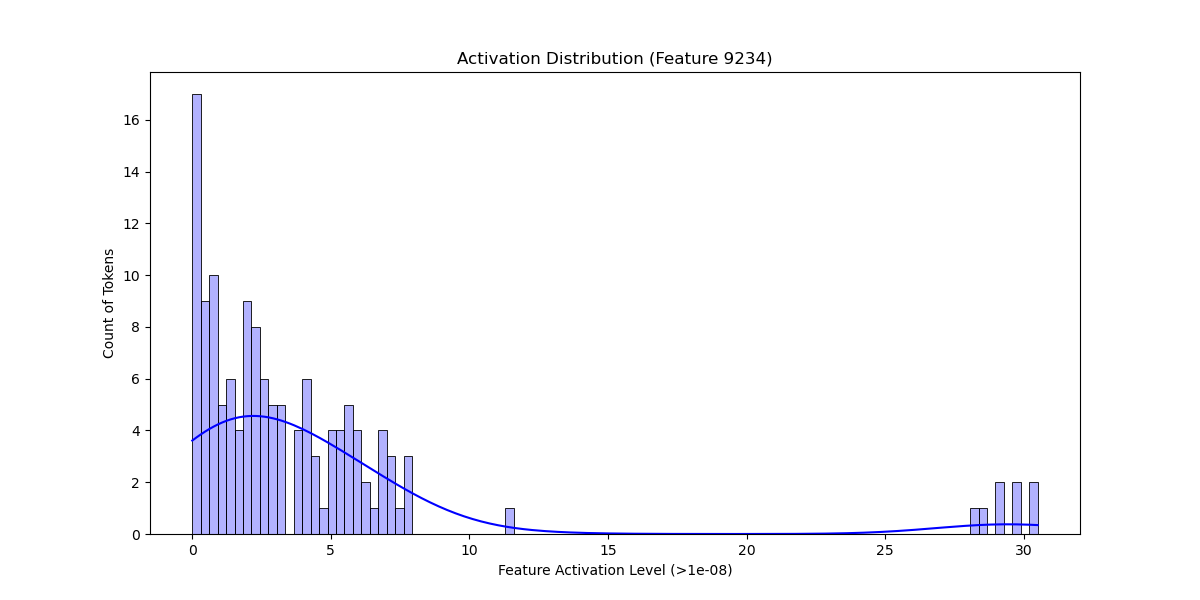 Activation Distribution (Feature 9234)
16
14
12
10
8
6
4
2
0
Count of Tokens
0 5 10 15 20 25 30
Feature Activation Level (>1e-08)